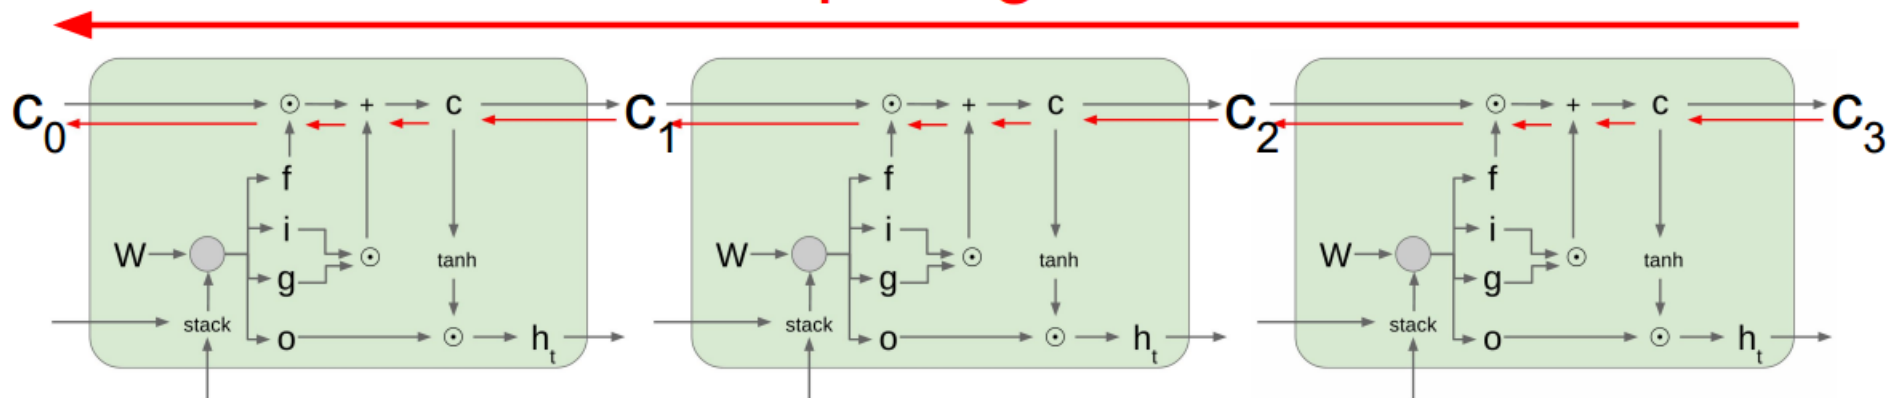 C0 C1 C2 C3
⊙ + c ⊙ + c ⊙ + c
f f f
i i i
W ⊙ tanh W ⊙ tanh W ⊙ tanh
g g g
stack stack stack
o ⊙ ht o ⊙ ht o ⊙ ht